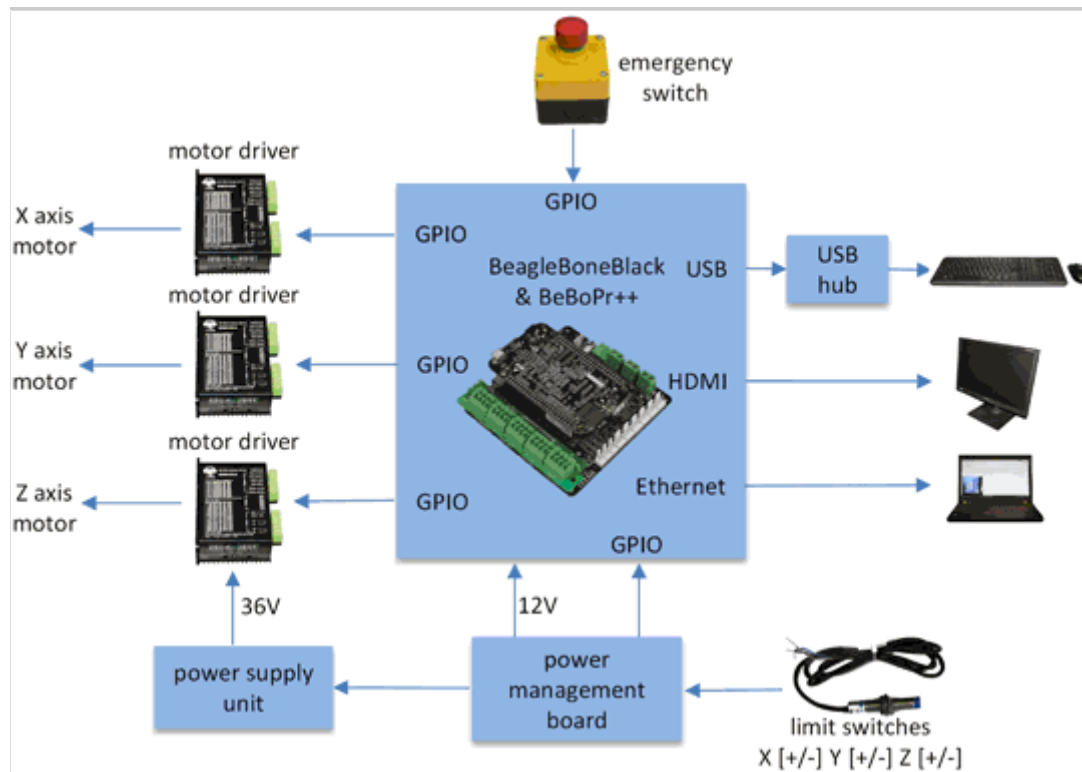 emergency
switch
motor driver
X axis
motor
GPIO
GPIO
BeagleBoneBlack
& BeBoPr++
USB
USB
hub
motor driver
Y axis
motor
GPIO
HDMI
motor driver
Z axis
motor
GPIO
Ethernet
GPIO
36V
12V
power supply
unit
power
management
board
limit switches
X [+/-] Y [+/-] Z [+/-]